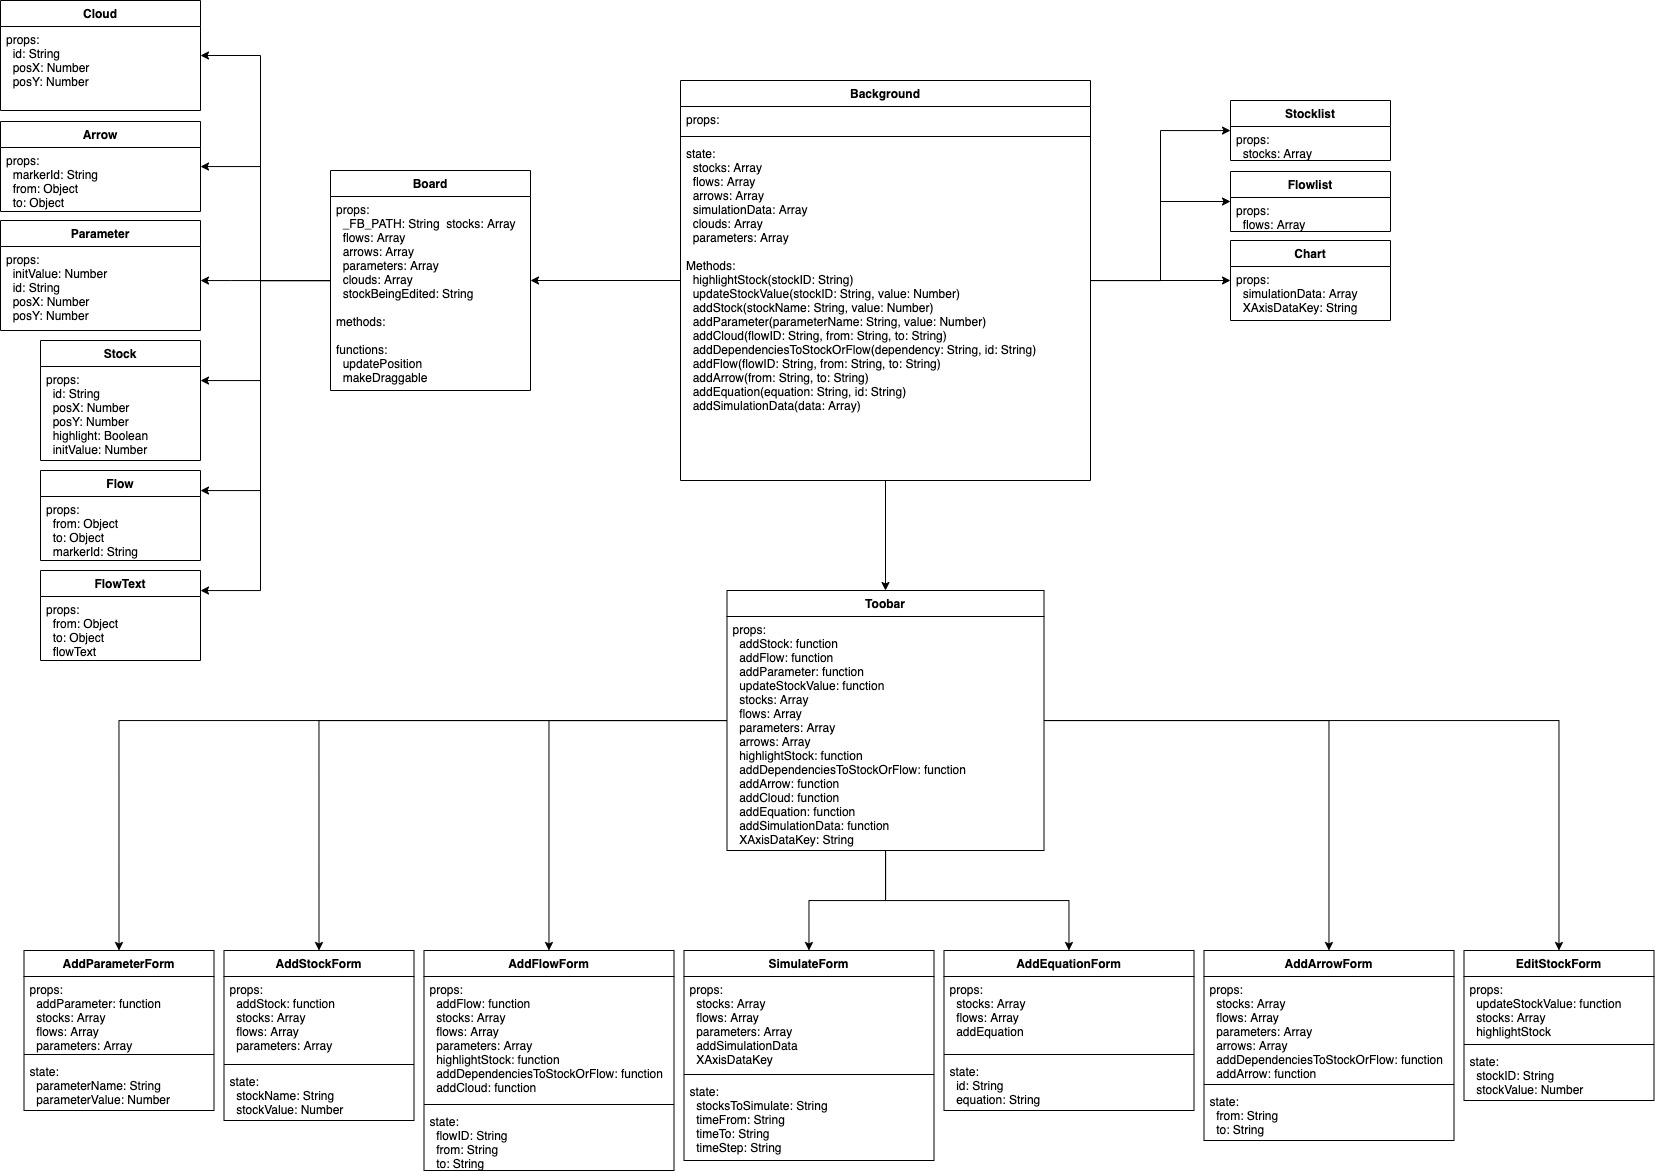 Cloud
props:
id: String
posX: Number
posY: Number
Arrow
props:
markerId: String
from: Object
to: Object
Parameter
props:
initValue: Number
id: String
posX: Number
posY: Number
Stock
props:
id: String
posX: Number
posY: Number
highlight: Boolean
initValue: Number
Flow
props:
from: Object
to: Object
markerId: String
FlowText
props:
from: Object
to: Object
flowText
Board
props:
_FB_PATH: String  stocks: Array
flows: Array
arrows: Array
parameters: Array
clouds: Array
stockBeingEdited: String
methods:
functions:
updatePosition
makeDraggable
Background
props:
state:
stocks: Array
flows: Array
arrows: Array
simulationData: Array
clouds: Array
parameters: Array
Methods:
highlightStock(stockID: String)
updateStockValue(stockID: String, value: Number)
addStock(stockName: String, value: Number)
addParameter(parameterName: String, value: Number)
addCloud(flowID: String, from: String, to: String)
addDependenciesToStockOrFlow(dependency: String, id: String)
addFlow(flowID: String, from: String, to: String)
addArrow(from: String, to: String)
addEquation(equation: String, id: String)
addSimulationData(data: Array)
Stocklist
props:
stocks: Array
Flowlist
props:
flows: Array
Chart
props:
simulationData: Array
XAxisDataKey: String
Toobar
props:
addStock: function
addFlow: function
addParameter: function
updateStockValue: function
stocks: Array
flows: Array
parameters: Array
arrows: Array
highlightStock: function
addDependenciesToStockOrFlow: function
addArrow: function
addCloud: function
addEquation: function
addSimulationData: function
XAxisDataKey: String
AddParameterForm
props:
addParameter: function
stocks: Array
flows: Array
parameters: Array
state:
parameterName: String
parameterValue: Number
AddStockForm
props:
addStock: function
stocks: Array
flows: Array
parameters: Array
state:
stockName: String
stockValue: Number
AddFlowForm
props:
addFlow: function
stocks: Array
flows: Array
parameters: Array
highlightStock: function
addDependenciesToStockOrFlow: function
addCloud: function
state:
flowID: String
from: String
to: String
SimulateForm
props:
stocks: Array
flows: Array
parameters: Array
addSimulationData
XAxisDataKey
state:
stocksToSimulate: String
timeFrom: String
timeTo: String
timeStep: String
AddEquationForm
props:
stocks: Array
flows: Array
addEquation
state:
id: String
equation: String
AddArrowForm
props:
stocks: Array
flows: Array
parameters: Array
arrows: Array
addDependenciesToStockOrFlow: function
addArrow: function
state:
from: String
to: String
EditStockForm
props:
updateStockValue: function
stocks: Array
highlightStock
state:
stockID: String
stockValue: Number